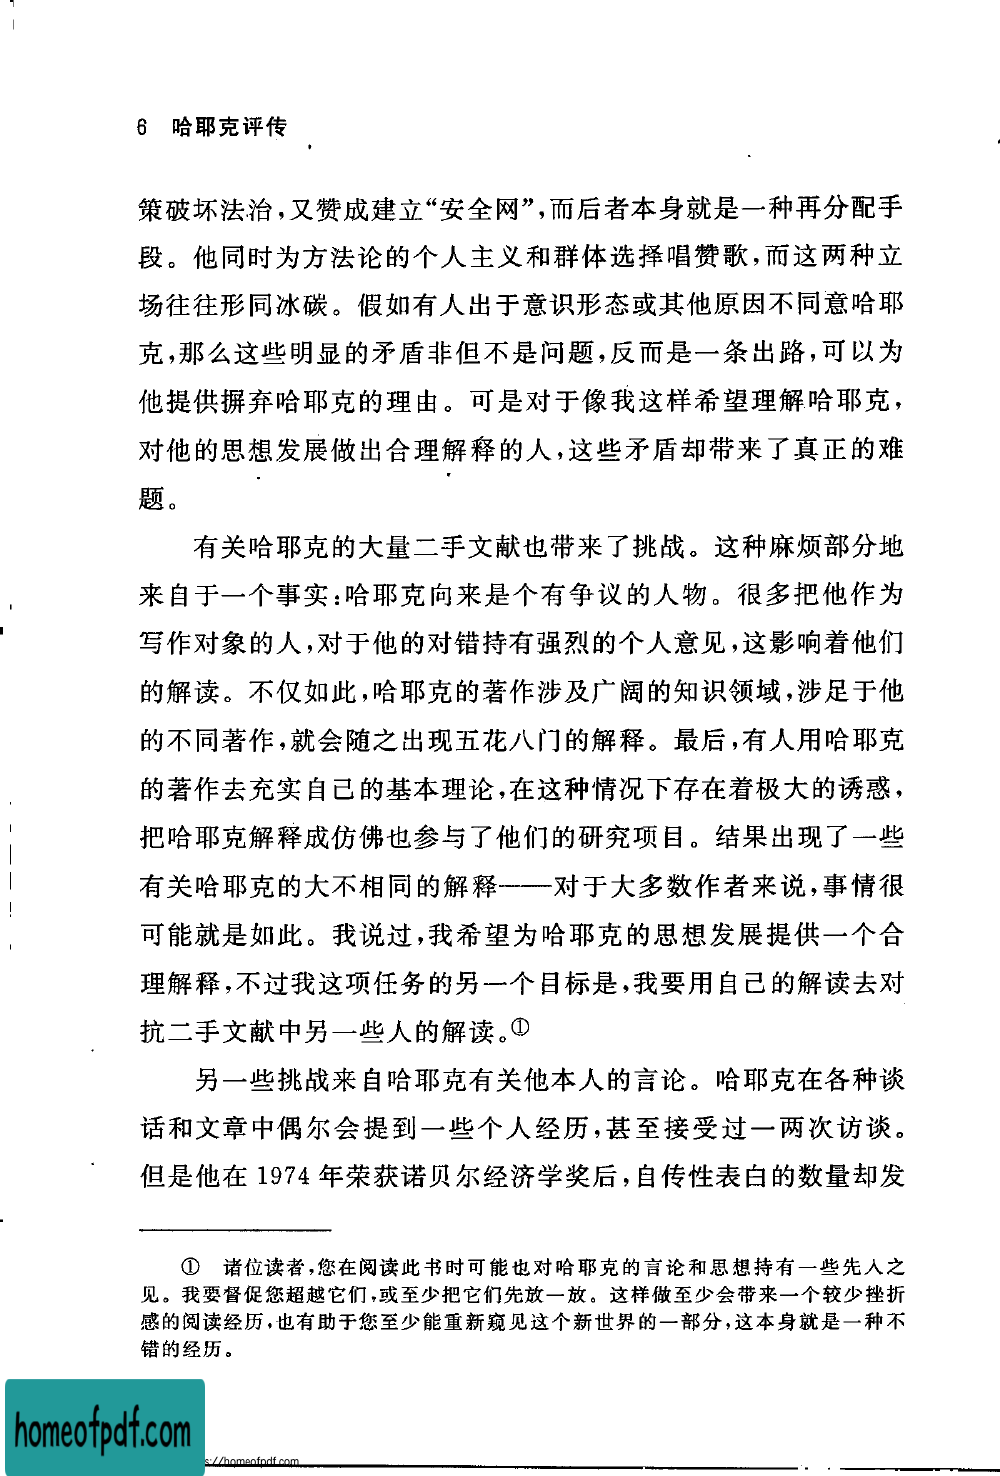 6 哈耶克评传
策破坏法治，又赞成建立“安全网”，而后者本身就是一种再分配手
段。他同时为方法论的个人主义和群体选择唱赞歌，而这两种立
场往往形同冰碳。假如有人出于意识形态或其他原因不同意哈耶
克，那么这些明显的矛盾非但不是问题，反而是一条出路，可以为
他提供摒弃哈耶克的理由。可是对于像我这样希望理解哈耶克，
对他的思想发展做出合理解释的人，这些矛盾却带来了真正的难
题。
有关哈耶克的大量二手文献也带来了挑战。这种麻烦部分地
来自于一个事实：哈耶克向来是个有争议的人物。很多把他作为
写作对象的人，对于他的对错持有强烈的个人意见，这影响着他们
的解读。不仅如此，哈耶克的著作涉及广阔的知识领域，涉足于他
的不同著作，就会随之出现五花八门的解释。最后，有人用哈耶克
的著作去充实自己的基本理论，在这种情况下存在着极大的诱惑，
把哈耶克解释成仿佛也参与了他们的研究项目。结果出现了一些
有关哈耶克的大不相同的解释——对于大多数作者来说，事情很
可能就是如此。我说过，我希望为哈耶克的思想发展提供一个合
理解释，不过我这项任务的另一个目标是，我要用自己的解读去对
抗二手文献中另一些人的解读。①
另一些挑战来自哈耶克有关他本人的言论。哈耶克在各种谈
话和文章中偶尔会提到一些个人经历，甚至接受过一两次访谈。
但是他在 1974 年荣获诺贝尔经济学奖后，自传性表白的数量却发
① 诸位读者，您在阅读此书时可能也对哈耶克的言论和思想持有一些先入之
见。我要督促您超越它们，或至少把它们先放一放。这样做至少会带来一个较少挫折
感的阅读经历，也有助于您至少能重新窥见这个新世界的一部分，这本身就是一种不
错的经历。
homeofpdf.com
s://homeofpdf.com